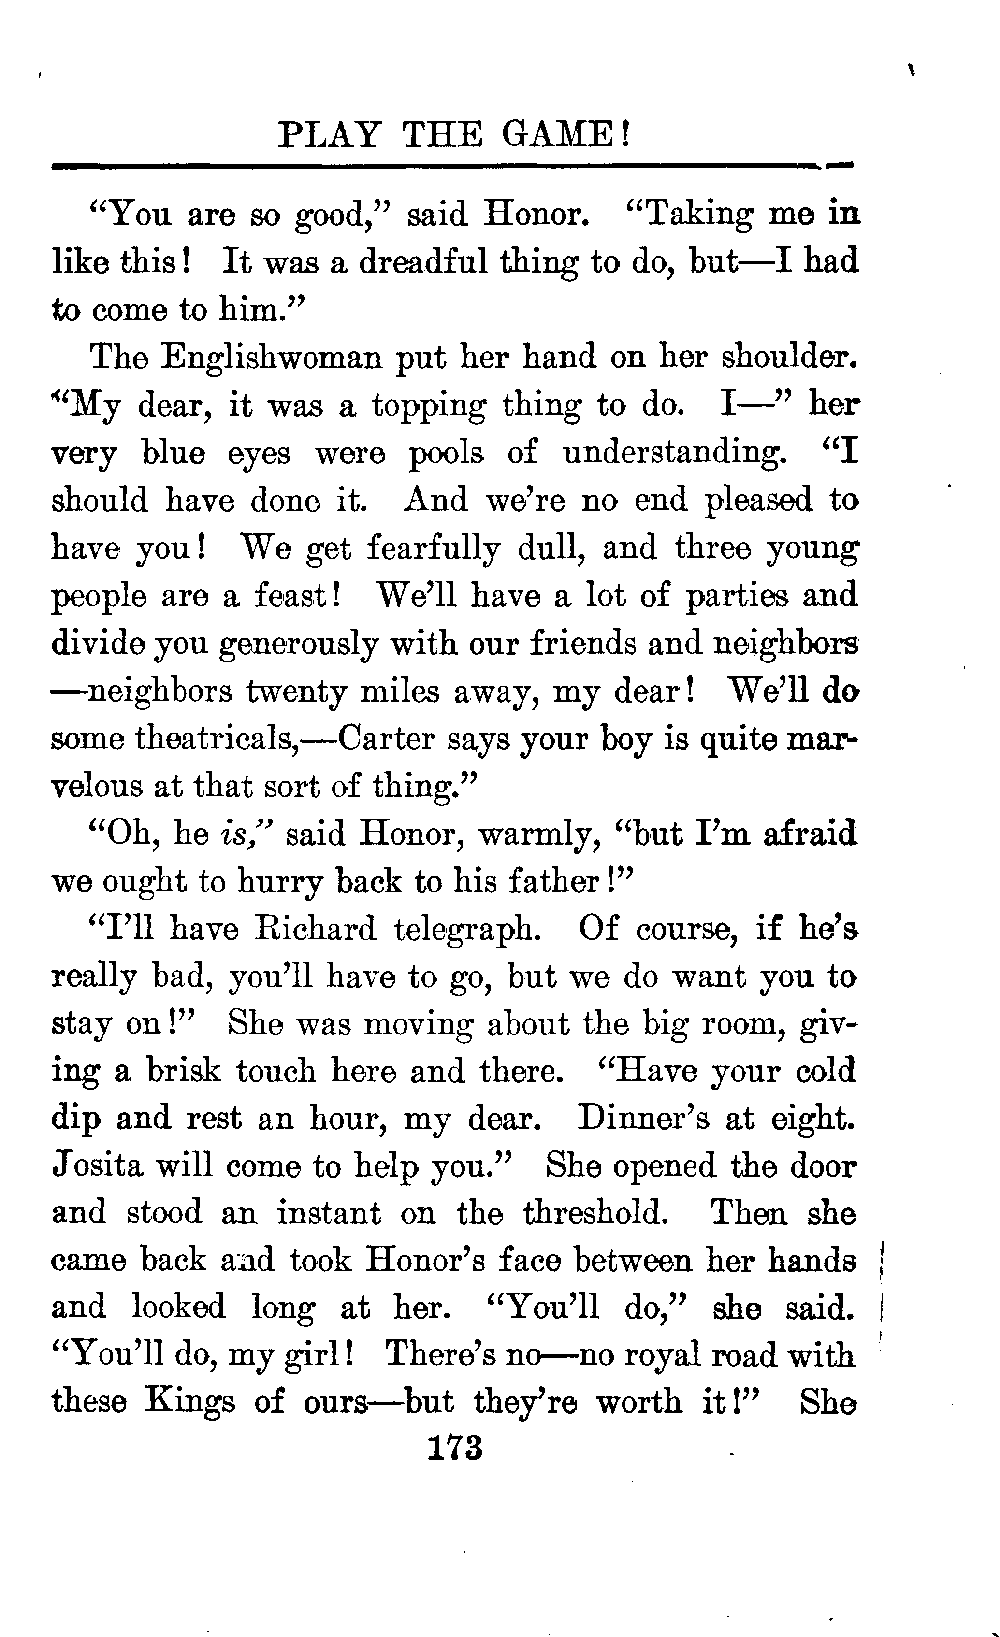 PLAY THE GAME!
“You are so good,” said Honor. “Taking me in
like this! It was a dreadful thing to do, but—I had
to come to him.”
The Englishwoman put her hand on her shoulder.
“My dear, it was a topping thing to do. I—” her
very blue eyes were pools of understanding. “I
should have done it. And we’re no end pleased to
have you! We get fearfully dull, and three young
people are a feast! We’ll have a lot of parties and
divide you generously with our friends and neighbors
—neighbors twenty miles away, my dear! We’ll do
some theatricals,—Carter says your boy is quite mar-
velous at that sort of thing.”
“Oh, he is,” said Honor, warmly, “but I’m afraid
we ought to hurry back to his father!”
“I’ll have Richard telegraph. Of course, if he’s
really bad, you’ll have to go, but we do want you to
stay on!” She was moving about the big room, giv-
ing a brisk touch here and there. “Have your cold
dip and rest an hour, my dear. Dinner’s at eight.
Josita will come to help you.” She opened the door
and stood an instant on the threshold. Then she
came back and took Honor’s face between her hands
and looked long at her. “You’ll do,” she said.
“You’ll do, my girl! There’s no—no royal road with
these Kings of ours—but they’re worth it!” She
173